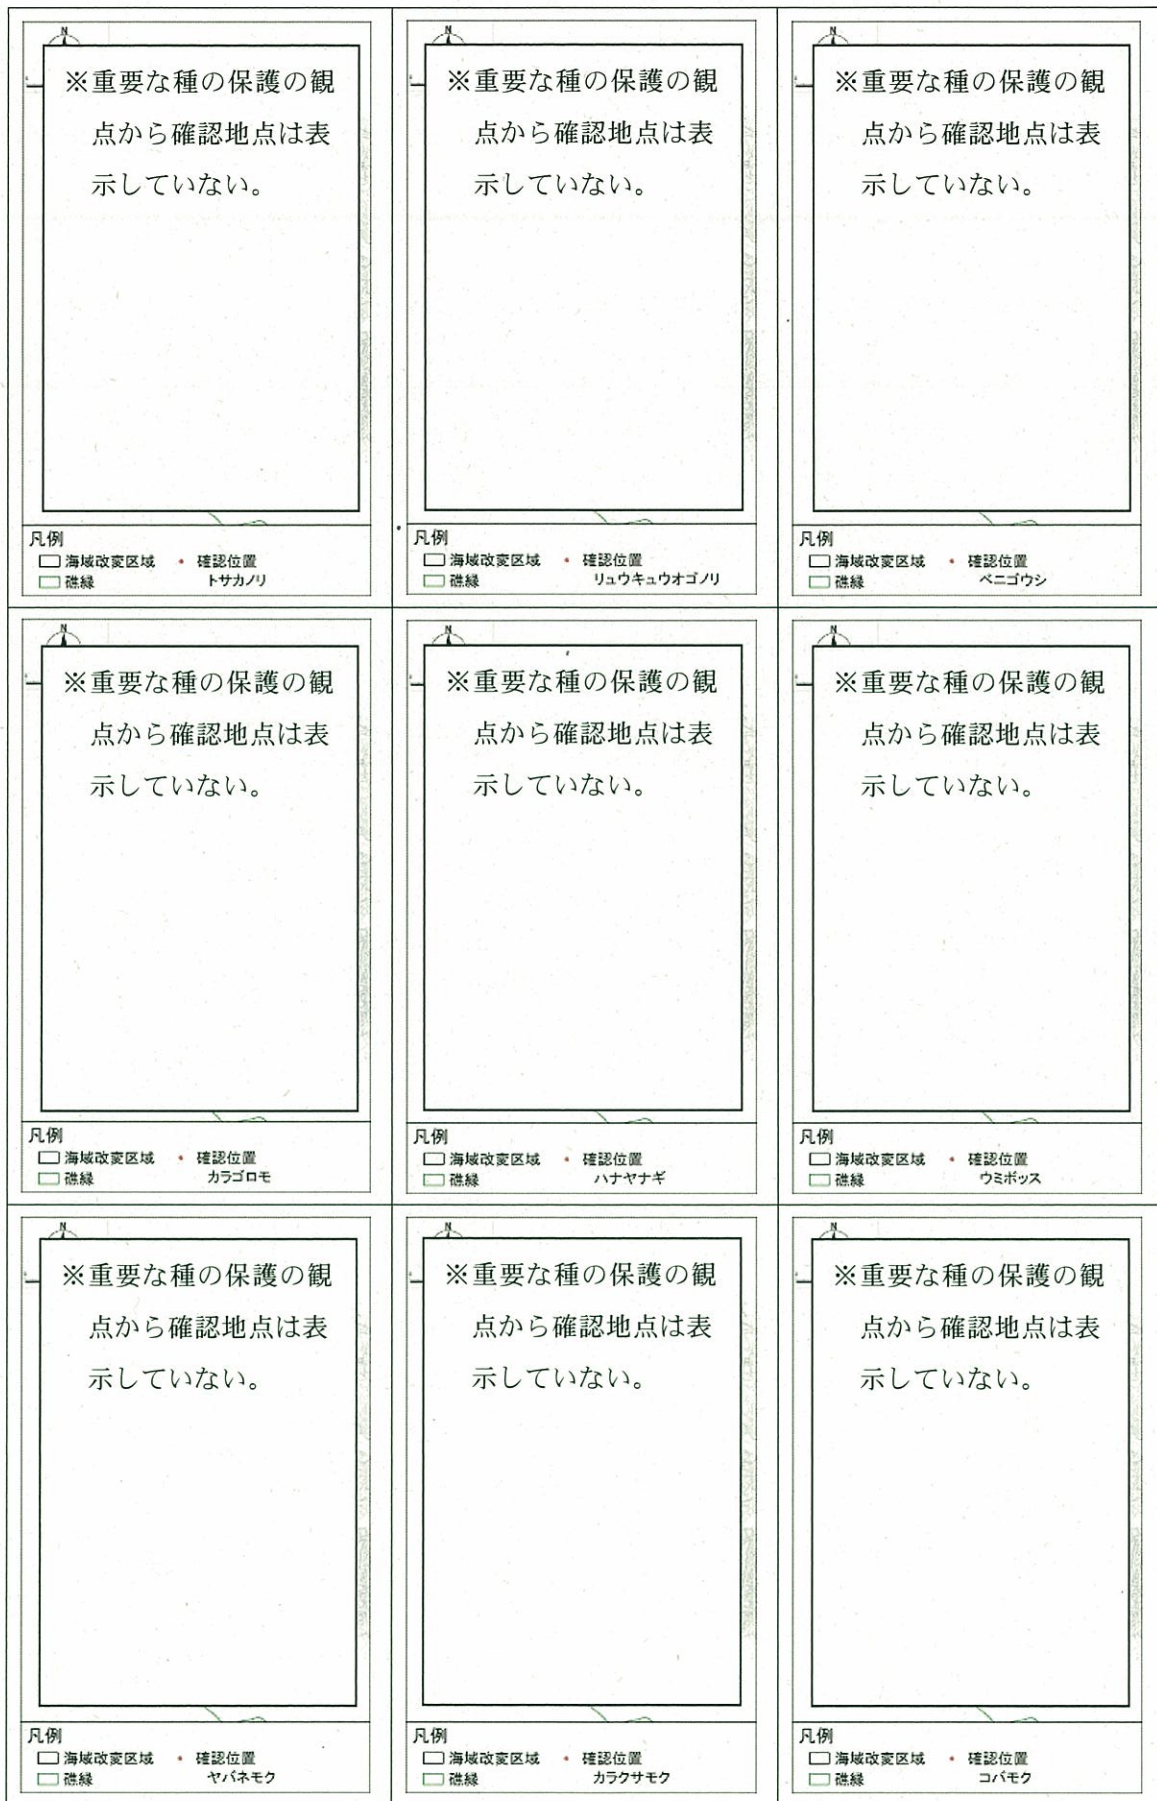 N
※重要な種の保護の観
点から確認地点は表
示していない。
凡例
海域改変区域 ・ 確認位置
礁縁 トサカノリ
N
※重要な種の保護の観
点から確認地点は表
示していない。
凡例
海域改変区域 ・ 確認位置
礁縁 リュウキュウオゴノリ
N
※重要な種の保護の観
点から確認地点は表
示していない。
凡例
海域改変区域 ・ 確認位置
礁縁 ベニゴウシ
N
※重要な種の保護の観
点から確認地点は表
示していない。
凡例
海域改変区域 ・ 確認位置
礁縁 カラゴロモ
N
※重要な種の保護の観
点から確認地点は表
示していない。
凡例
海域改変区域 ・ 確認位置
礁縁 ハナヤナギ
N
※重要な種の保護の観
点から確認地点は表
示していない。
凡例
海域改変区域 ・ 確認位置
礁縁 ウミボッス
N
※重要な種の保護の観
点から確認地点は表
示していない。
凡例
海域改変区域 ・ 確認位置
礁縁 ヤバネモク
N
※重要な種の保護の観
点から確認地点は表
示していない。
凡例
海域改変区域 ・ 確認位置
礁縁 カラクサモク
N
※重要な種の保護の観
点から確認地点は表
示していない。
凡例
海域改変区域 ・ 確認位置
礁縁 コバモク